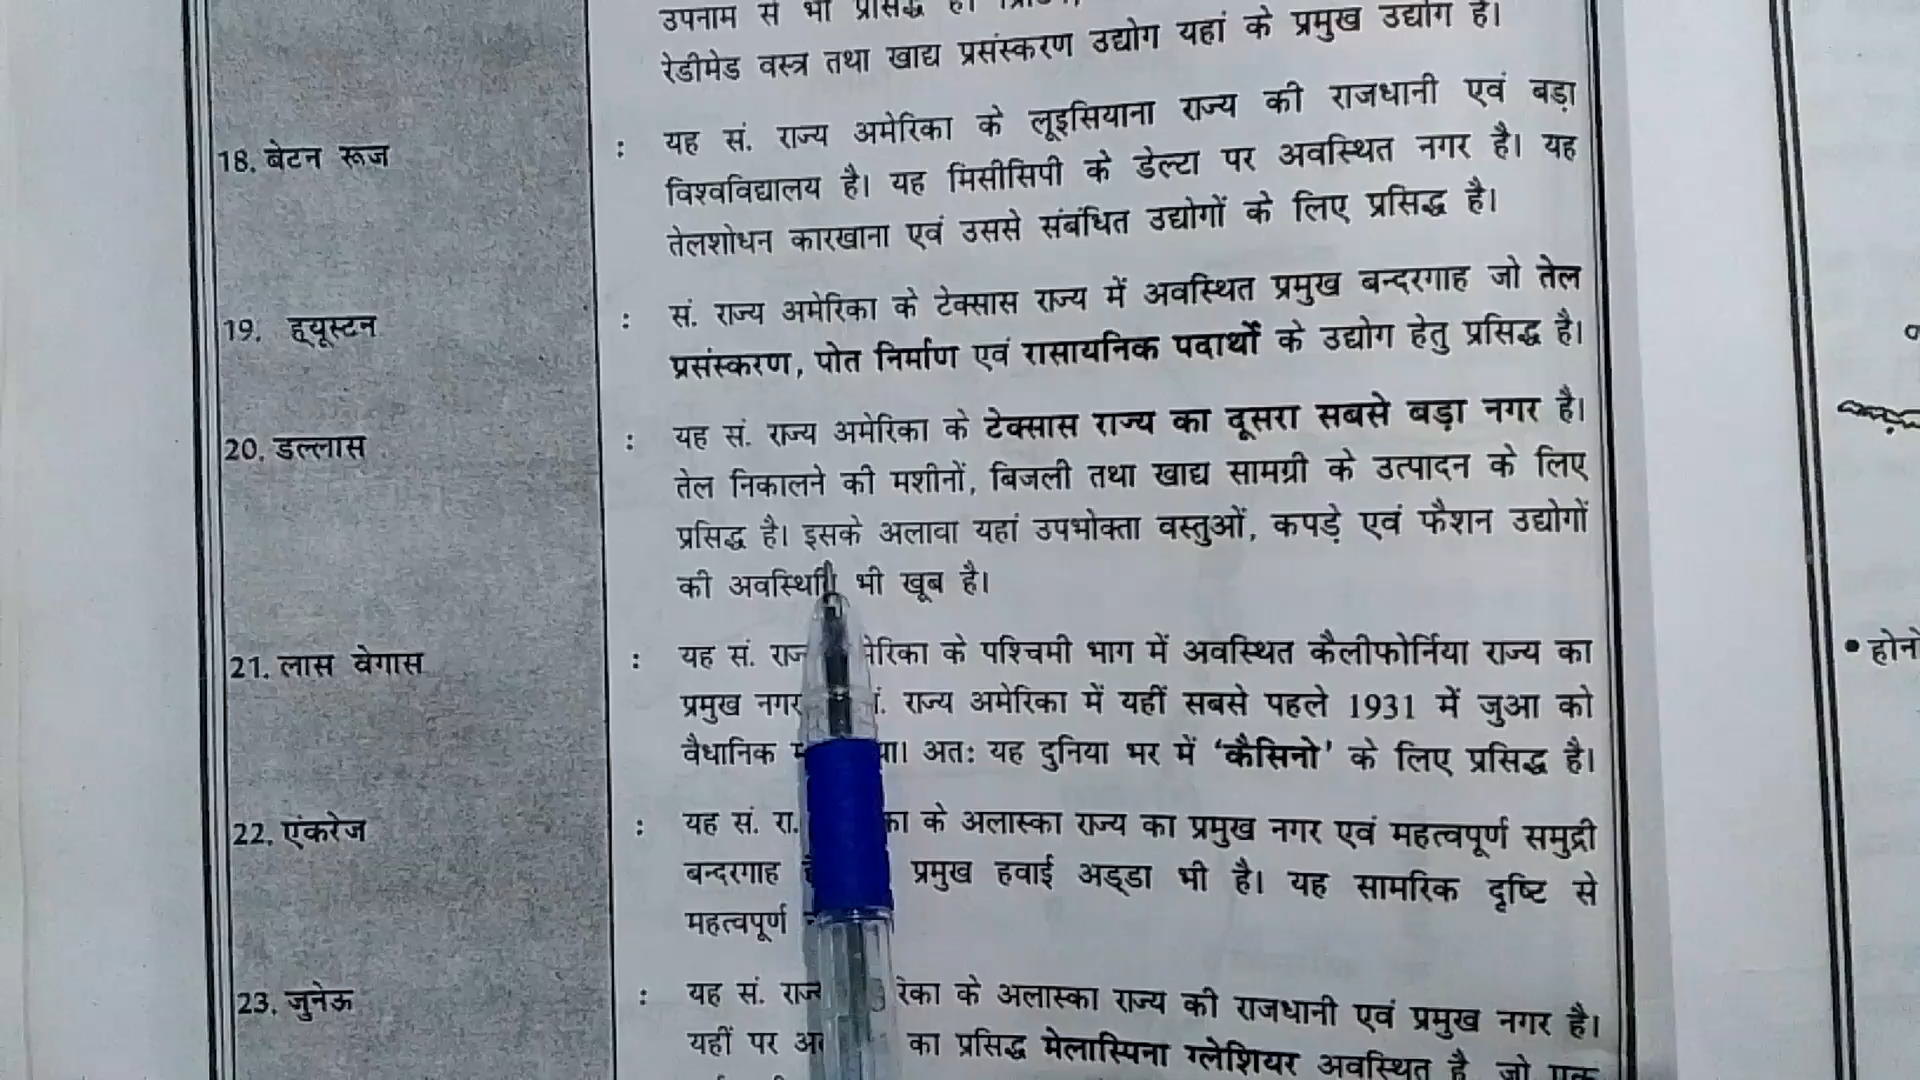 उपनाम से भी प्रसिद्ध है।
रेडीमेड वस्त्र तथा खाद्य प्रसंस्करण उद्योग यहां के प्रमुख उद्योग है।
18. बेटन रूज : यह सं. राज्य अमेरिका के लूइसियाना राज्य की राजधानी एवं बड़ा
विश्वविद्यालय है। यह मिसीसिपी के डेल्टा पर अवस्थित नगर है। यह
तेलशोधन कारखाना एवं उससे संबंधित उद्योगों के लिए प्रसिद्ध है।
19. ह्यूस्टन : सं. राज्य अमेरिका के टेक्सास राज्य में अवस्थित प्रमुख बन्दरगाह जो तेल
प्रसंस्करण, पोत निर्माण एवं रासायनिक पदार्थों के उद्योग हेतु प्रसिद्ध है।
20. डल्लास : यह सं. राज्य अमेरिका के टेक्सास राज्य का दूसरा सबसे बड़ा नगर है।
तेल निकालने की मशीनों, बिजली तथा खाद्य सामग्री के उत्पादन के लिए
प्रसिद्ध है। इसके अलावा यहां उपभोक्ता वस्तुओं, कपड़े एवं फैशन उद्योगों
की भी खूब है।
21. लास वेगास : यह सं. के पश्चिमी भाग में अवस्थित कैलीफोर्निया राज्य का
प्रमुख नगर राज्य अमेरिका में यहीं सबसे पहले 1931 में जुआ को
वैधानिक अतः यह दुनिया भर में ‘कैसिनो’ के लिए प्रसिद्ध है।
22. एंकरेज : यह सं. रा. के अलास्का राज्य का प्रमुख नगर एवं महत्वपूर्ण समुद्री
बन्दरगाह प्रमुख हवाई अड्डा भी है। यह सामरिक दृष्टि से
महत्वपूर्ण
23. जुनेऊ : यह सं. के अलास्का राज्य की राजधानी एवं प्रमुख नगर है।
यहीं पर का प्रसिद्ध मेलास्पिना ग्लेशियर अवस्थित है, जो एक